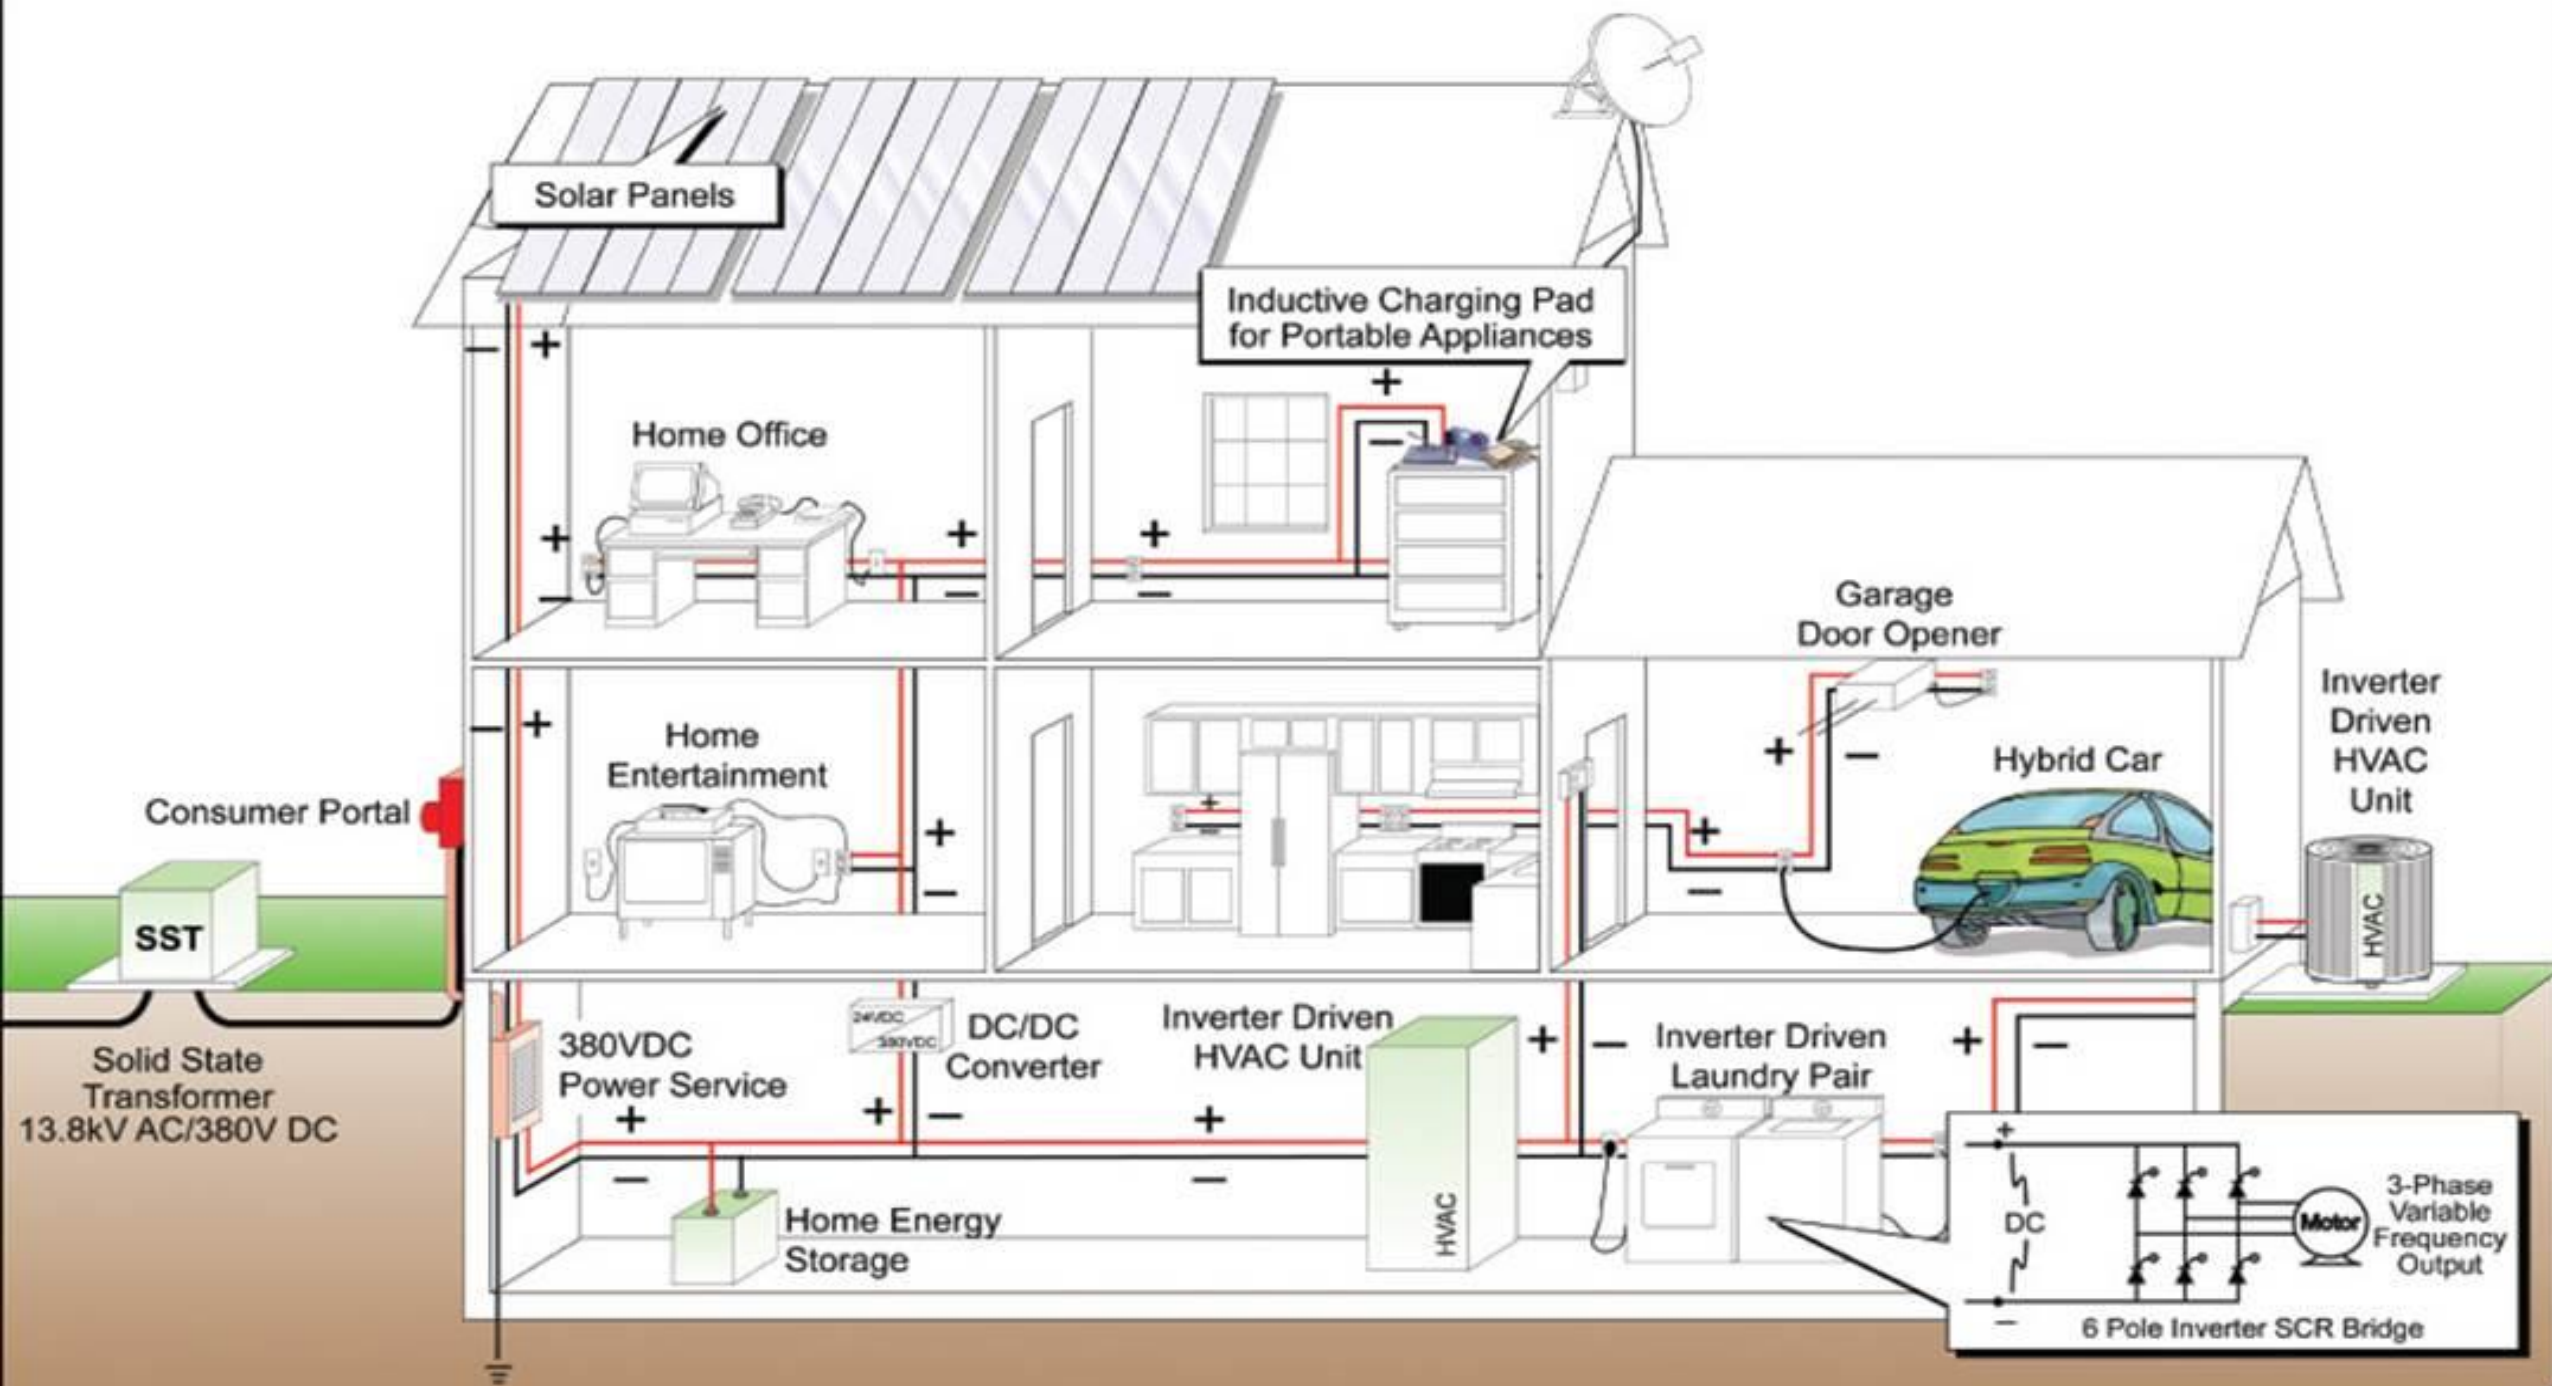 Solar Panels
Inductive Charging Pad
for Portable Appliances
Home Office
Garage
Door Opener
Inverter
Driven
HVAC
Unit
Home
Entertainment
Hybrid Car
Consumer Portal
HVAC
SST
Solid State
Transformer
13.8kV AC/380V DC
380VDC
Power Service
24VDC
380VDC
DC/DC
Converter
Inverter Driven
HVAC Unit
Inverter Driven
Laundry Pair
HVAC
Home Energy
Storage
DC
Motor
3-Phase
Variable
Frequency
Output
6 Pole Inverter SCR Bridge